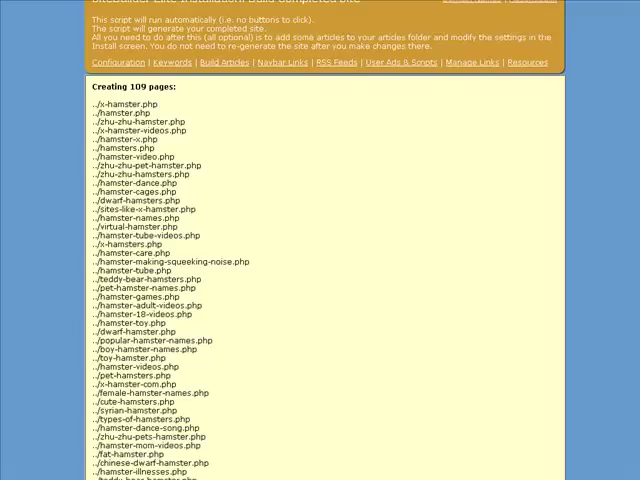 SiteBuilder Elite Installation: Build Completed Site
This script will run automatically (i.e. no buttons to click).
The script will generate your completed site.
All you need to do after this (all optional) is to add some articles to your articles folder and modify the settings in the
Install screen. You do not need to re-generate the site after you make changes there.
Configuration | Keywords | Build Articles | Navbar Links | RSS Feeds | User Ads & Scripts | Manage Links | Resources
Creating 109 pages:
../x-hamster.php
../hamster.php
../zhu-zhu-hamster.php
../x-hamster-videos.php
../hamster-x.php
../hamsters.php
../hamster-video.php
../zhu-zhu-pet-hamster.php
../zhu-zhu-hamsters.php
../hamster-dance.php
../hamster-cages.php
../dwarf-hamsters.php
../sites-like-x-hamster.php
../hamster-names.php
../virtual-hamster.php
../hamster-tube-videos.php
../x-hamsters.php
../hamster-care.php
../hamster-making-squeeking-noise.php
../hamster-tube.php
../teddy-bear-hamsters.php
../pet-hamster-names.php
../hamster-games.php
../hamster-adult-videos.php
../hamster-18-videos.php
../hamster-toy.php
../dwarf-hamster.php
../popular-hamster-names.php
../boy-hamster-names.php
../toy-hamster.php
../hamster-videos.php
../pet-hamsters.php
../x-hamster-com.php
../female-hamster-names.php
../cute-hamsters.php
../syrian-hamster.php
../types-of-hamsters.php
../hamster-dance-song.php
../zhu-zhu-pets-hamster.php
../hamster-mom-videos.php
../fat-hamster.php
../chinese-dwarf-hamster.php
../hamster-illnesses.php
../teddy-bear-hamster.php